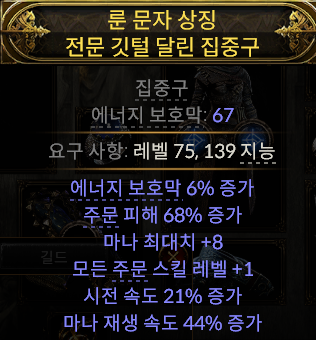 룬 문자 상징
전문 깃털 달린 집중구
집중구
에너지 보호막: 67
요구 사항: 레벨 75, 139 지능
에너지 보호막 6% 증가
주문 피해 68% 증가
마나 최대치 +8
모든 주문 스킬 레벨 +1
시전 속도 21% 증가
마나 재생 속도 44% 증가
길드